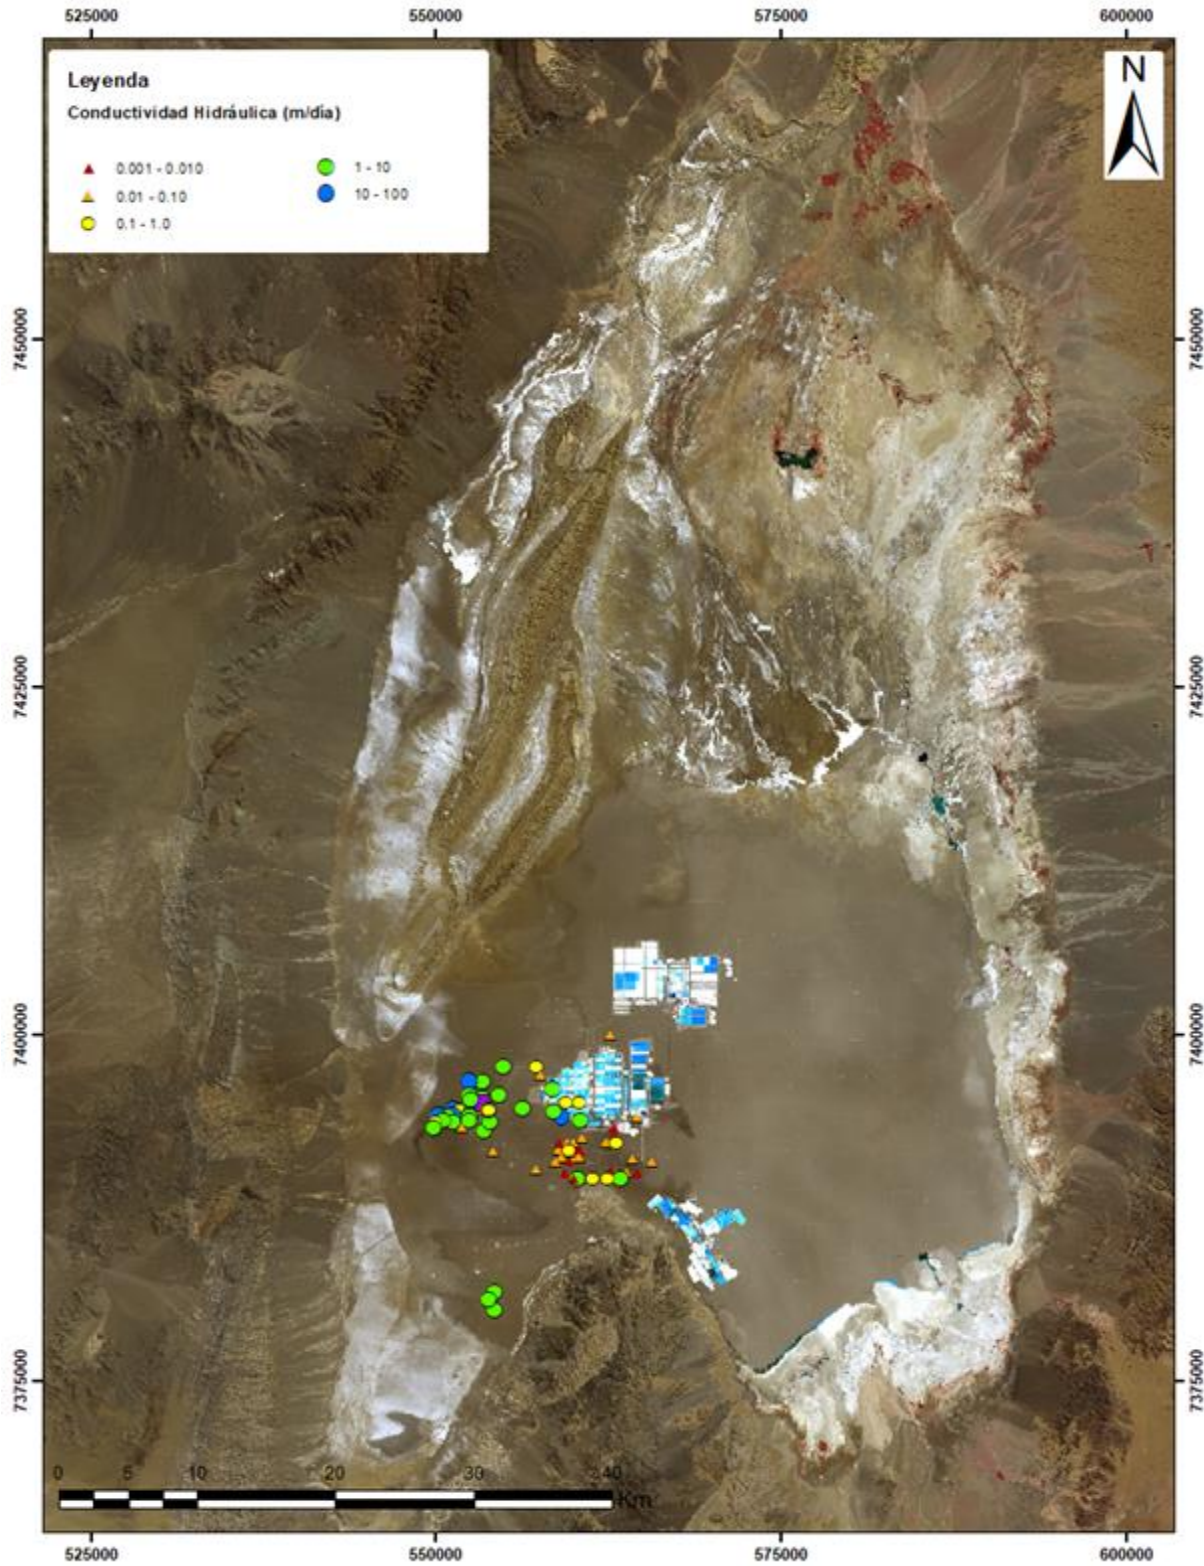 525000 550000 575000 600000
Leyenda
Conductividad Hidráulica (m/día)
0.001 - 0.010
0.01 - 0.10
0.1 - 1.0
1 - 10
10 - 100
N
7450000 7450000
7425000 7425000
7400000 7400000
7375000 7375000
0 5 10 20 30 40
Km
525000 550000 575000 600000